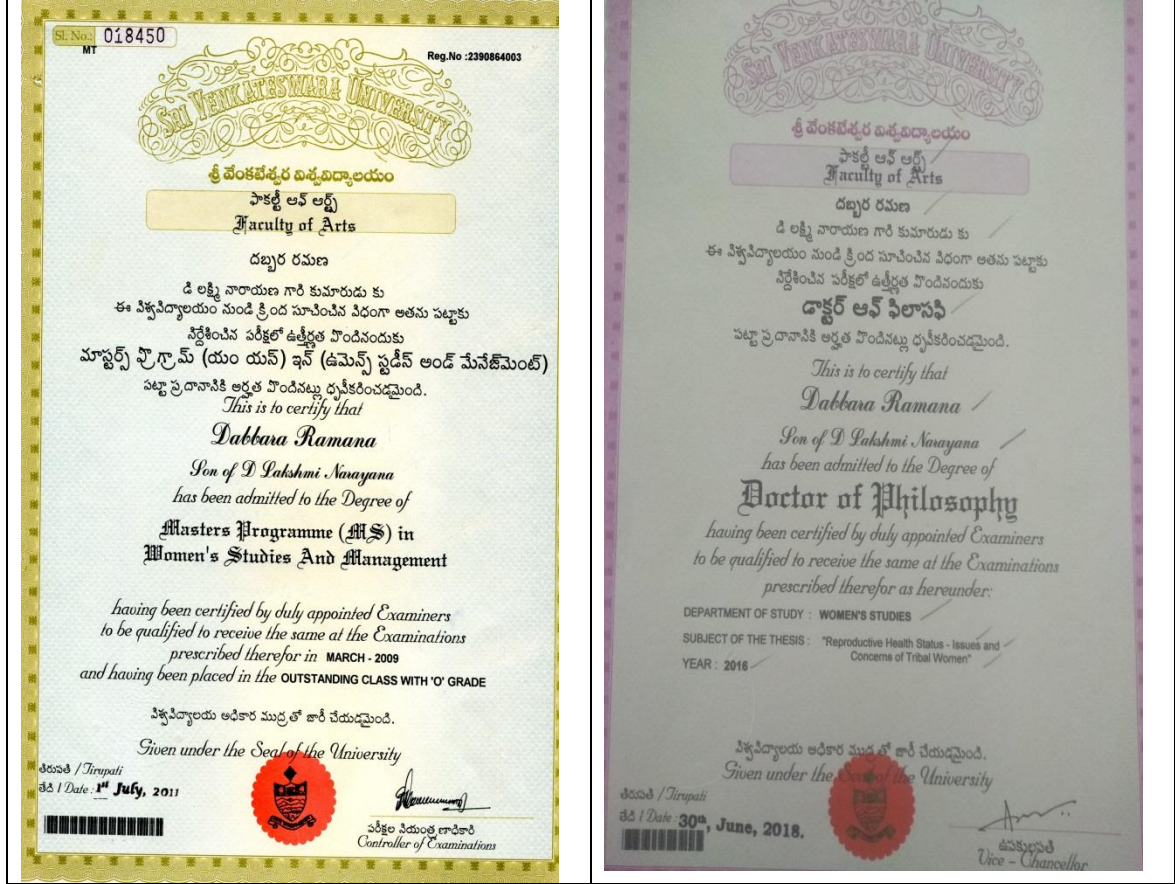 Sl. No.: 018450
MT
Reg.No :2390864003
SRI VENKATESWARA UNIVERSITY
శ్రీ వేంకటేశ్వర విశ్వవిద్యాలయం
ఫాకల్టీ ఆవ్ ఆర్ట్స్
Faculty of Arts
దబ్బర రమణ
డి లక్ష్మి నారాయణ గారి కుమారుడు కు
ఈ విశ్వవిద్యాలయం నుండి క్రింద సూచించిన విధంగా అతను పట్టాకు
నిర్దేశించిన పరీక్షలో ఉత్తీర్ణత పొందినందుకు
మాస్టర్స్ ప్రొగ్రామ్ (యం యస్) ఇన్ (ఉమెన్స్ స్టడీస్ అండ్ మేనేజ్‌మెంట్)
పట్టా ప్రదానానికి అర్హత పొందినట్లు ధృవీకరించడమైంది.
This is to certify that
Dabbara Ramana
Son of D Lakshmi Narayana
has been admitted to the Degree of
Masters Programme (MS) in
Women's Studies And Management
having been certified by duly appointed Examiners
to be qualified to receive the same at the Examinations
prescribed therefor in MARCH - 2009
and having been placed in the OUTSTANDING CLASS WITH 'O' GRADE
విశ్వవిద్యాలయ అధికార ముద్రతో జారీ చేయడమైంది.
Given under the Seal of the University
తిరుపతి / Tirupati
తేది / Date : 1st July, 2011
పరీక్షల నియంత్రణాధికారి
Controller of Examinations
SRI VENKATESWARA UNIVERSITY
శ్రీ వేంకటేశ్వర విశ్వవిద్యాలయం
ఫాకల్టీ ఆవ్ ఆర్ట్స్
Faculty of Arts
దబ్బర రమణ
డి లక్ష్మి నారాయణ గారి కుమారుడు కు
ఈ విశ్వవిద్యాలయం నుండి క్రింద సూచించిన విధంగా అతను పట్టాకు
నిర్దేశించిన పరీక్షలో ఉత్తీర్ణత పొందినందుకు
డాక్టర్ ఆవ్ ఫిలాసఫి
పట్టా ప్రదానానికి అర్హత పొందినట్లు ధృవీకరించడమైంది.
This is to certify that
Dabbara Ramana
Son of D Lakshmi Narayana
has been admitted to the Degree of
Doctor of Philosophy
having been certified by duly appointed Examiners
to be qualified to receive the same at the Examinations
prescribed therefor as hereunder:
DEPARTMENT OF STUDY : WOMEN'S STUDIES
SUBJECT OF THE THESIS : "Reproductive Health Status - Issues and
Concerns of Tribal Women"
YEAR : 2016
విశ్వవిద్యాలయ అధికార ముద్రతో జారీ చేయడమైంది.
Given under the Seal of the University
తిరుపతి / Tirupati
తేది / Date : 30th, June, 2018.
ఉపకులపతి
Vice - Chancellor